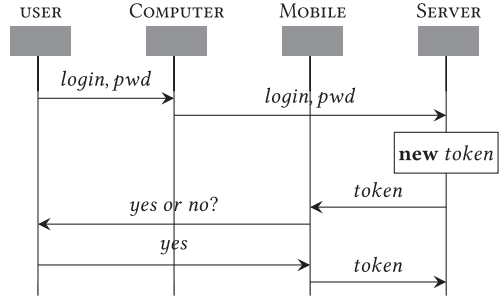 USER COMPUTER MOBILE SERVER
login, pwd
login, pwd
new token
token
yes or no?
yes
token